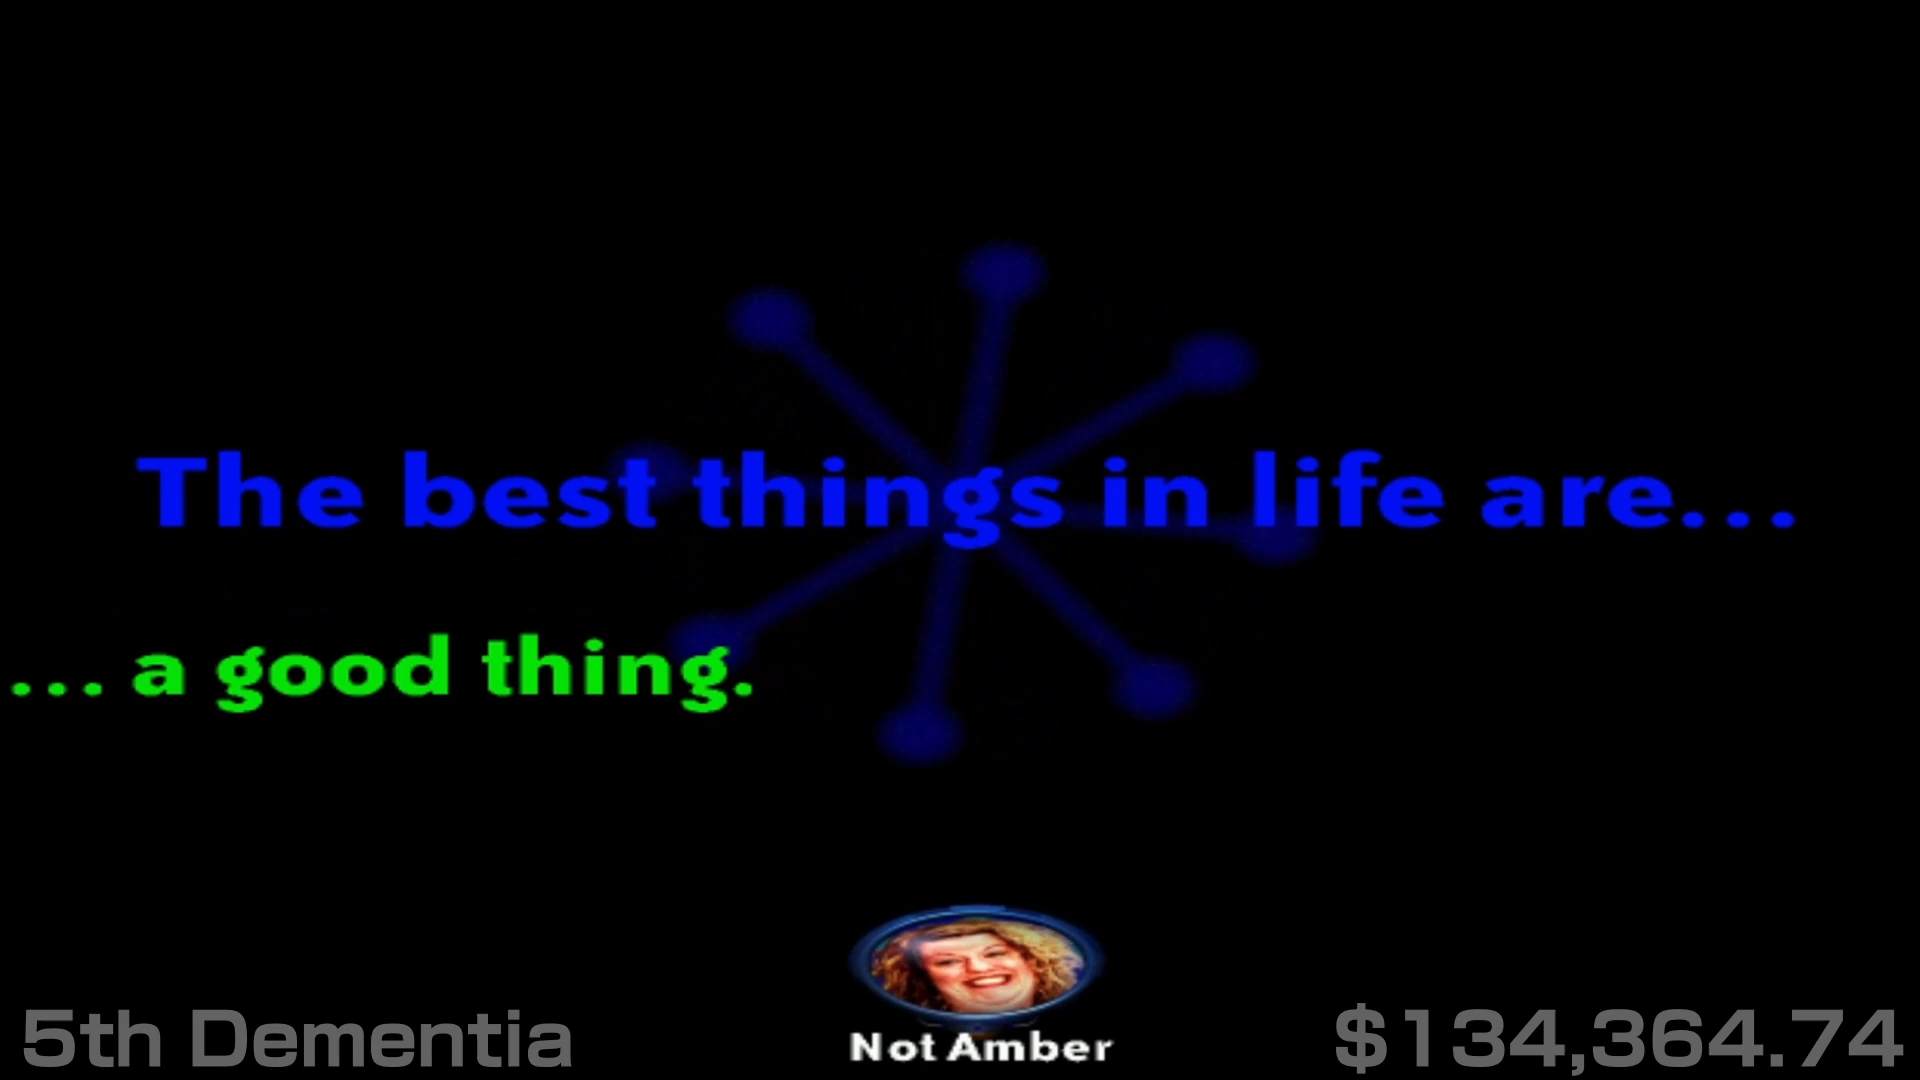 The best things in life are...
... a good thing.
Not Amber
5th Dementia
$134,364.74